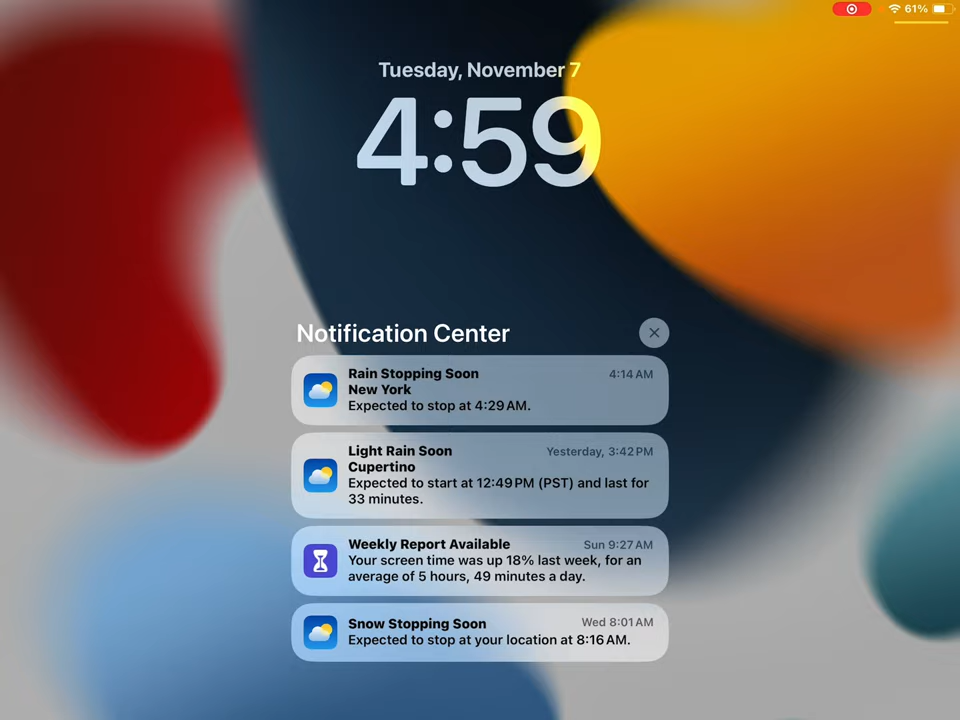 61%
Tuesday, November 7
4:59
Notification Center
Rain Stopping Soon 4:14 AM
New York
Expected to stop at 4:29 AM.
Light Rain Soon Yesterday, 3:42 PM
Cupertino
Expected to start at 12:49 PM (PST) and last for
33 minutes.
Weekly Report Available Sun 9:27 AM
Your screen time was up 18% last week, for an
average of 5 hours, 49 minutes a day.
Snow Stopping Soon Wed 8:01 AM
Expected to stop at your location at 8:16 AM.